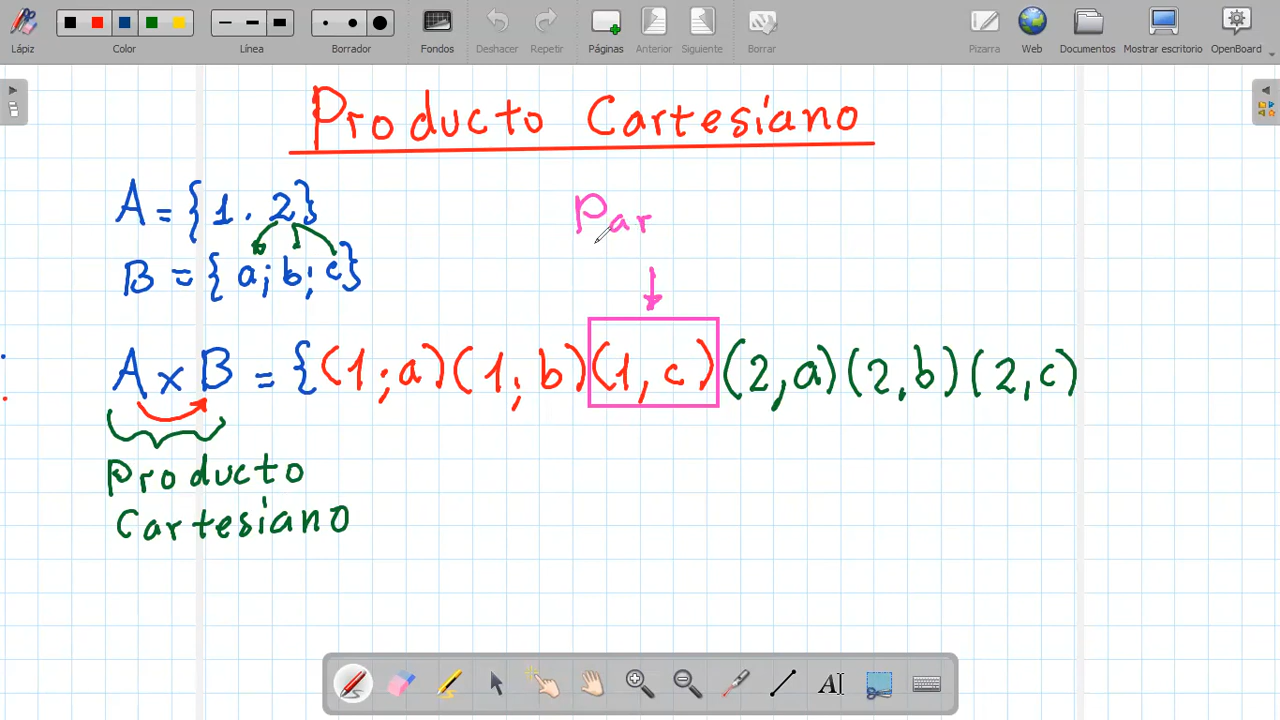 Lápiz Color Línea Borrador Fondos Deshacer Repetir Páginas Anterior Siguiente Borrar Pizarra Web Documentos Mostrar escritorio OpenBoard
Producto Cartesiano
A = {1 . 2}
Par
B = { a; b; c}
A x B = {(1;a)(1;b)(1,c)(2,a)(2,b)(2,c)
Producto
Cartesiano